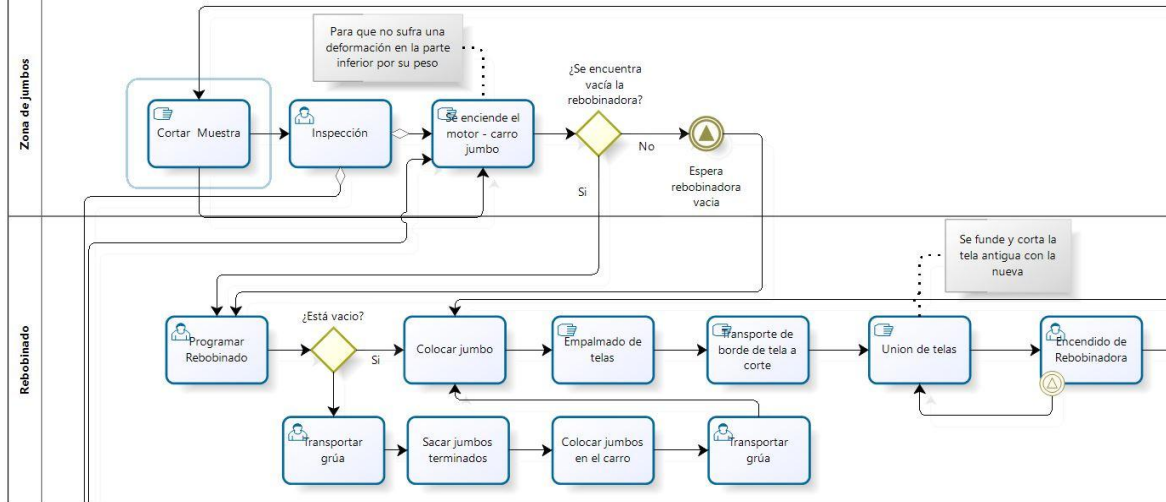 Zona de jumbos
Para que no sufra una
deformación en la parte
inferior por su peso
¿Se encuentra
vacía la
rebobinadora?
Cortar Muestra
Inspección
Se enciende el
motor - carro
jumbo
No
Si
Espera
rebobinadora
vacia
Rebobinado
Se funde y corta la
tela antigua con la
nueva
Programar
Rebobinado
¿Está vacio?
Si
Colocar jumbo
Empalmado de
telas
Transporte de
borde de tela a
corte
Union de telas
Encendido de
Rebobinadora
Transportar
grúa
Sacar jumbos
terminados
Colocar jumbos
en el carro
Transportar
grúa